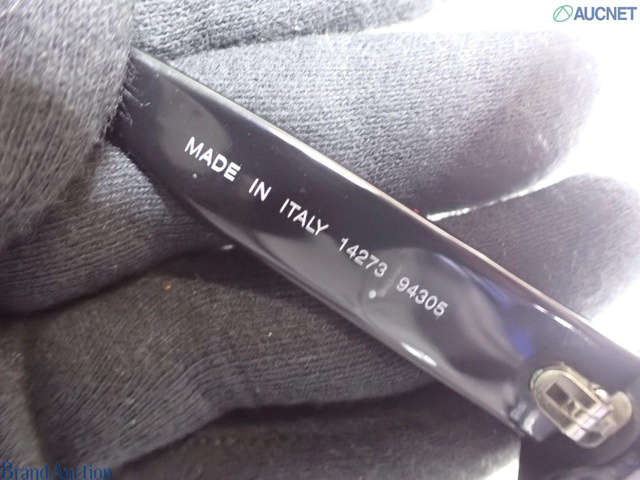 AUCNET
MADE IN ITALY 14273 94305
Brand Auction